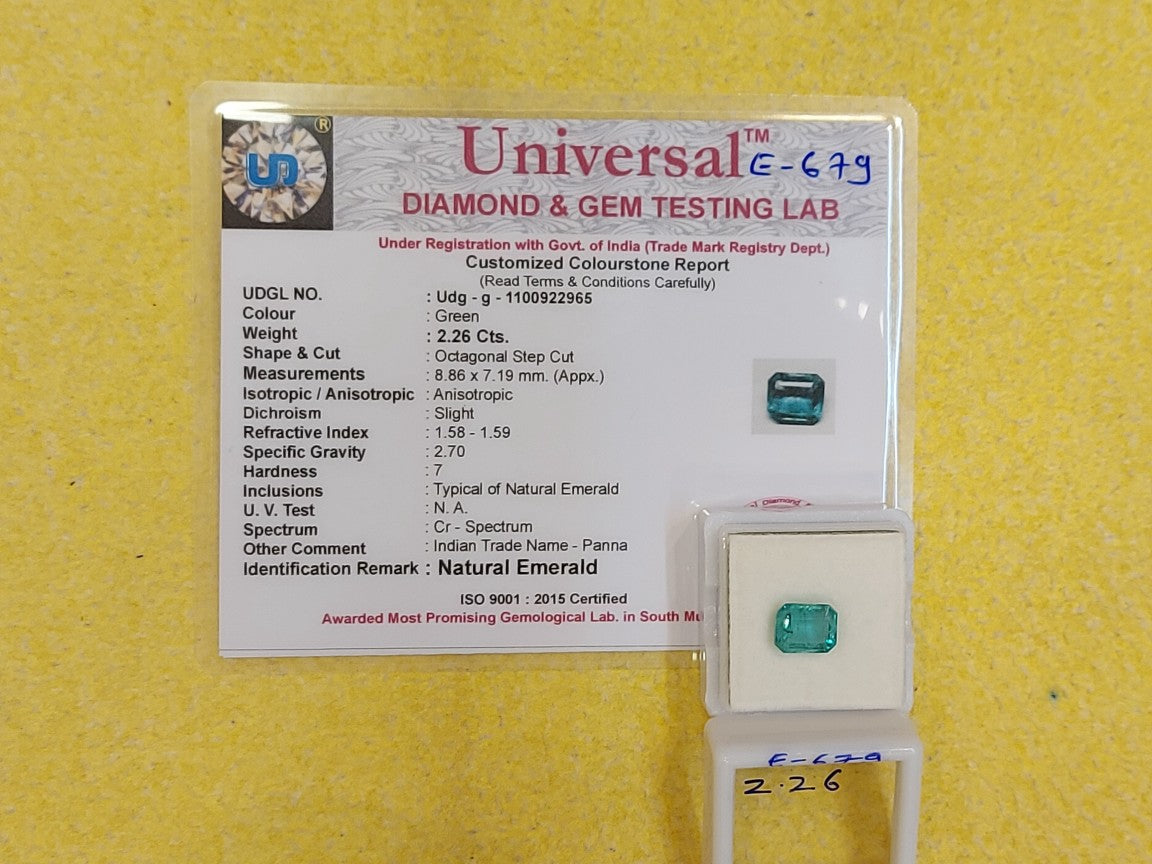 ®
UD
Universal™ E-679
DIAMOND & GEM TESTING LAB
Under Registration with Govt. of India (Trade Mark Registry Dept.)
Customized Colourstone Report
(Read Terms & Conditions Carefully)
UDGL NO. : Udg - g - 1100922965
Colour : Green
Weight : 2.26 Cts.
Shape & Cut : Octagonal Step Cut
Measurements : 8.86 x 7.19 mm. (Appx.)
Isotropic / Anisotropic : Anisotropic
Dichroism : Slight
Refractive Index : 1.58 - 1.59
Specific Gravity : 2.70
Hardness : 7
Inclusions : Typical of Natural Emerald
U. V. Test : N. A.
Spectrum : Cr - Spectrum
Other Comment : Indian Trade Name - Panna
Identification Remark : Natural Emerald
ISO 9001 : 2015 Certified
Awarded Most Promising Gemological Lab. in South
Diamond
E-679
2.26